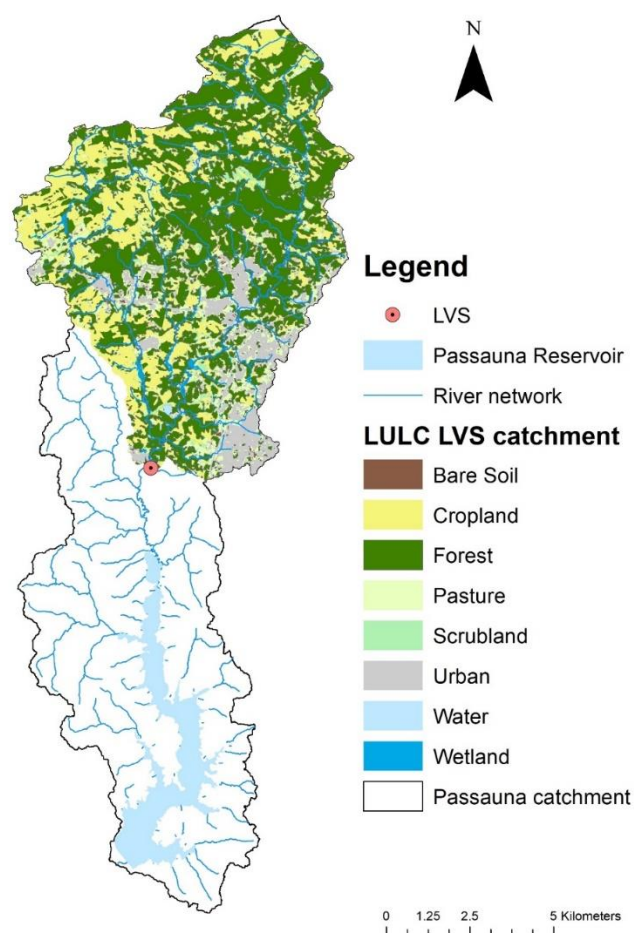 N
Legend
LVS
Passauna Reservoir
River network
LULC LVS catchment
Bare Soil
Cropland
Forest
Pasture
Scrubland
Urban
Water
Wetland
Passauna catchment
0 1.25 2.5 5 Kilometers